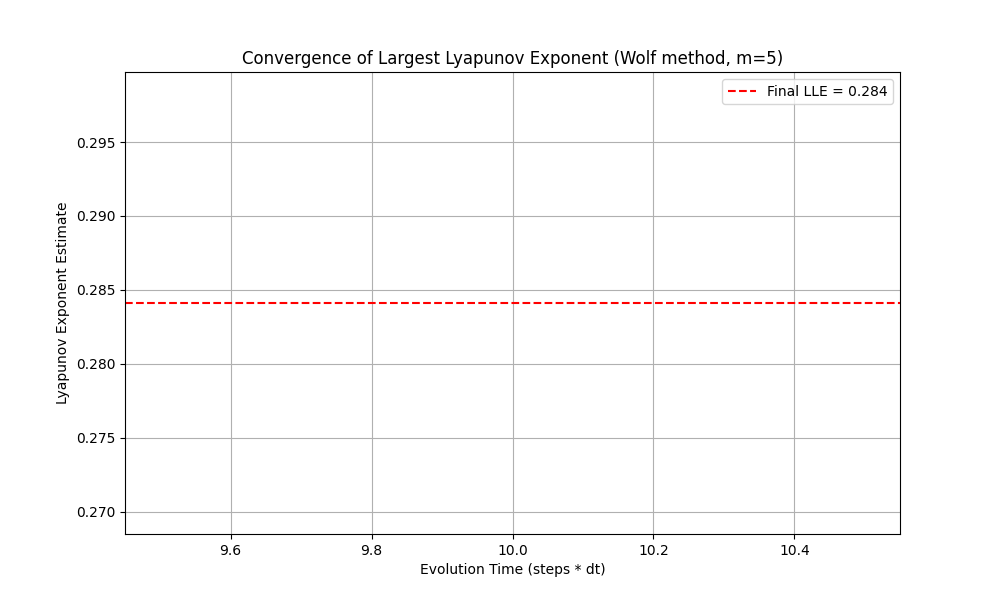 Convergence of Largest Lyapunov Exponent (Wolf method, m=5)
Final LLE = 0.284
Lyapunov Exponent Estimate
0.295
0.290
0.285
0.280
0.275
0.270
9.6
9.8
10.0
10.2
10.4
Evolution Time (steps * dt)